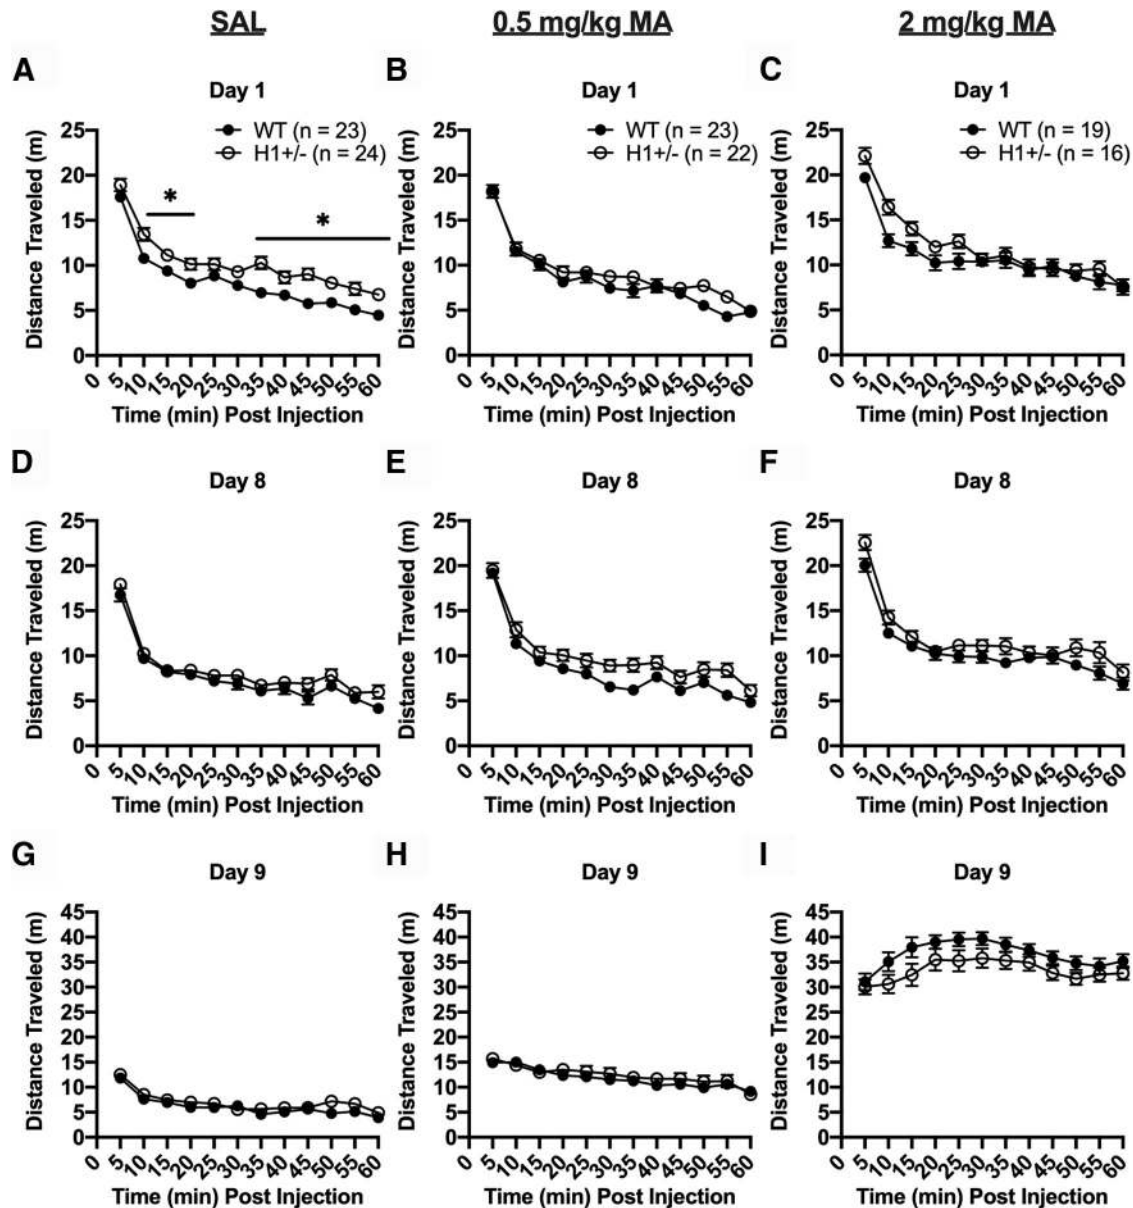 SAL 0.5 mg/kg MA 2 mg/kg MA
A B C
Day 1 Day 1 Day 1
WT (n = 23) WT (n = 23) WT (n = 19)
H1+/- (n = 24) H1+/- (n = 22) H1+/- (n = 16)
* *
Distance Traveled (m) Distance Traveled (m) Distance Traveled (m)
25 25 25
20 20 20
15 15 15
10 10 10
5 5 5
0 0 0
0 5 10 15 20 25 30 35 40 45 50 55 60 0 5 10 15 20 25 30 35 40 45 50 55 60 0 5 10 15 20 25 30 35 40 45 50 55 60
Time (min) Post Injection Time (min) Post Injection Time (min) Post Injection
D E F
Day 8 Day 8 Day 8
Distance Traveled (m) Distance Traveled (m) Distance Traveled (m)
25 25 25
20 20 20
15 15 15
10 10 10
5 5 5
0 0 0
0 5 10 15 20 25 30 35 40 45 50 55 60 0 5 10 15 20 25 30 35 40 45 50 55 60 0 5 10 15 20 25 30 35 40 45 50 55 60
Time (min) Post Injection Time (min) Post Injection Time (min) Post Injection
G H I
Day 9 Day 9 Day 9
Distance Traveled (m) Distance Traveled (m) Distance Traveled (m)
45 45 45
40 40 40
35 35 35
30 30 30
25 25 25
20 20 20
15 15 15
10 10 10
5 5 5
0 0 0
0 5 10 15 20 25 30 35 40 45 50 55 60 0 5 10 15 20 25 30 35 40 45 50 55 60 0 5 10 15 20 25 30 35 40 45 50 55 60
Time (min) Post Injection Time (min) Post Injection Time (min) Post Injection